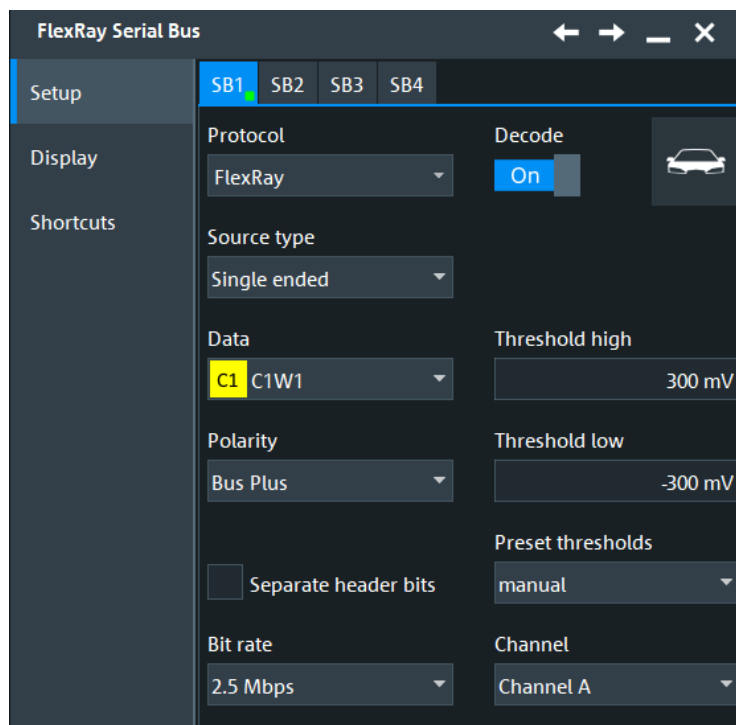 FlexRay Serial Bus
Setup
Display
Shortcuts
SB1 SB2 SB3 SB4
Protocol
FlexRay
Decode
On
Source type
Single ended
Data
C1 C1W1
Threshold high
300 mV
Polarity
Bus Plus
Threshold low
-300 mV
Separate header bits
Preset thresholds
manual
Bit rate
2.5 Mbps
Channel
Channel A